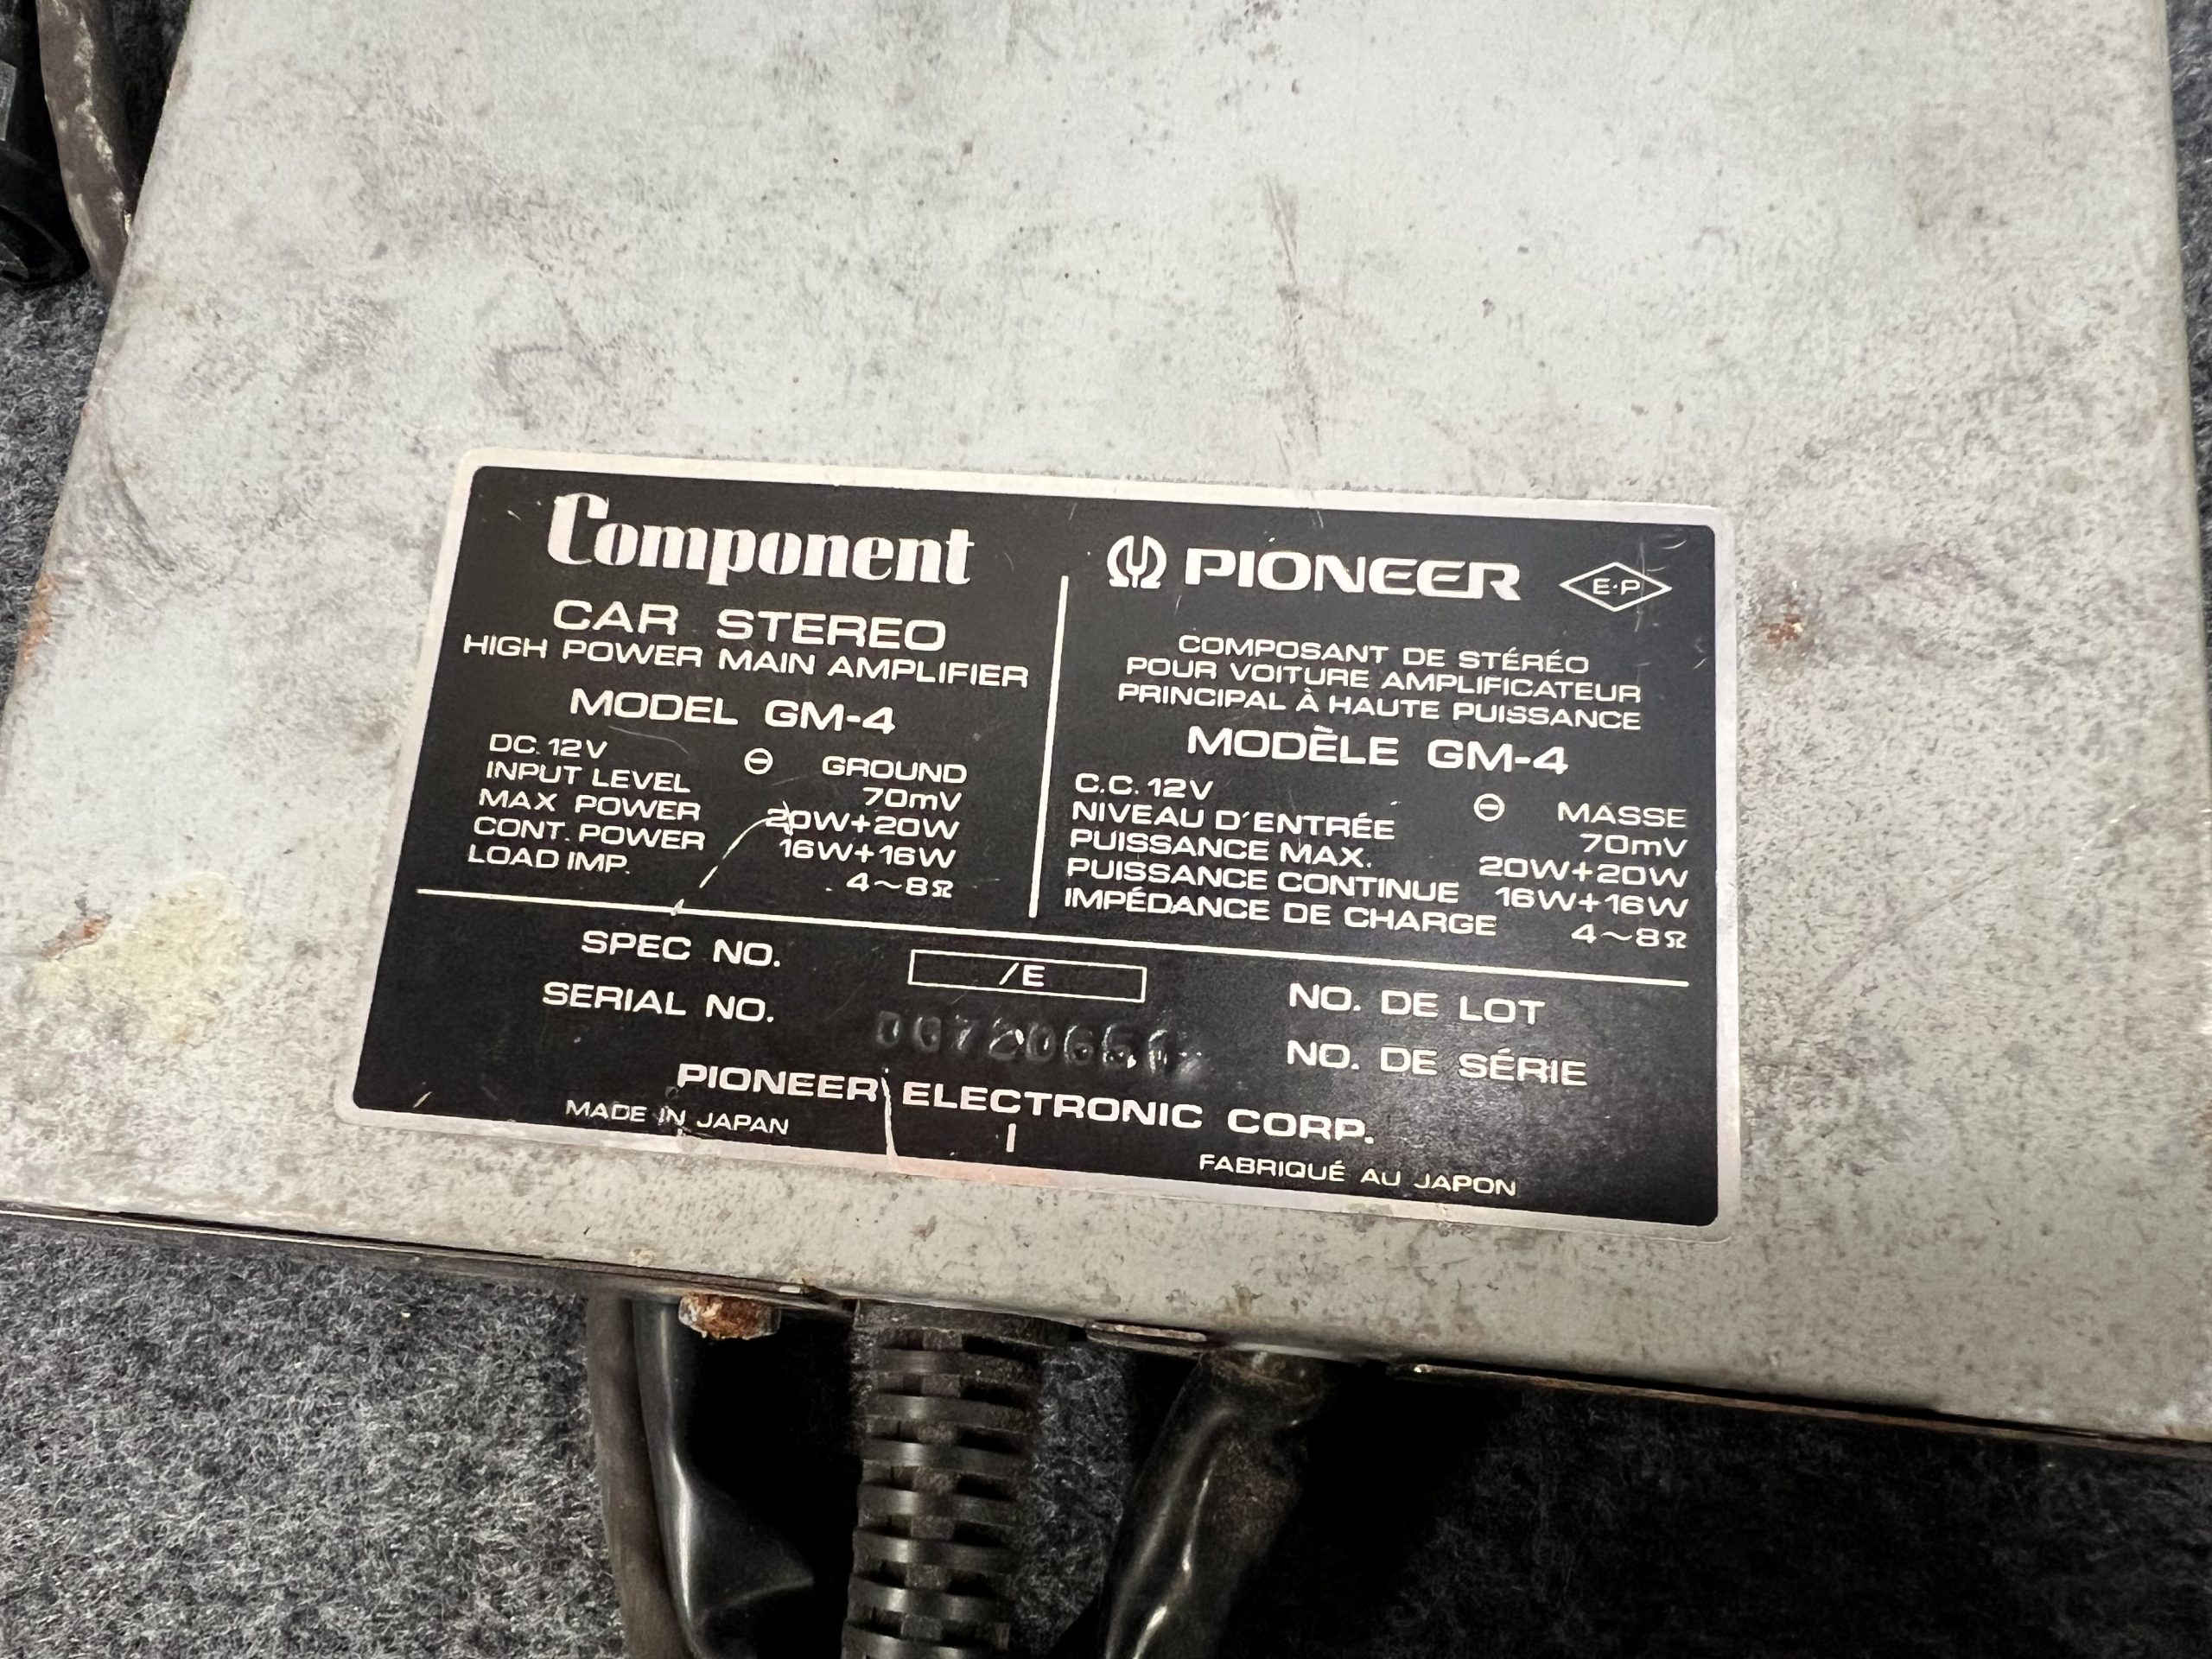 Component
CAR STEREO
HIGH POWER MAIN AMPLIFIER
MODEL GM-4
DC. 12V ⊖ GROUND
INPUT LEVEL 70mV
MAX POWER 20W+20W
CONT. POWER 16W+16W
LOAD IMP. 4~8Ω
PIONEER E·P
COMPOSANT DE STÉRÉO
POUR VOITURE AMPLIFICATEUR
PRINCIPAL À HAUTE PUISSANCE
MODÈLE GM-4
C.C. 12V ⊖ MASSE
NIVEAU D'ENTRÉE 70mV
PUISSANCE MAX. 20W+20W
PUISSANCE CONTINUE 16W+16W
IMPÉDANCE DE CHARGE 4~8Ω
SPEC NO. /E NO. DE LOT
SERIAL NO. NO. DE SÉRIE
PIONEER ELECTRONIC CORP.
MADE IN JAPAN FABRIQUÉ AU JAPON